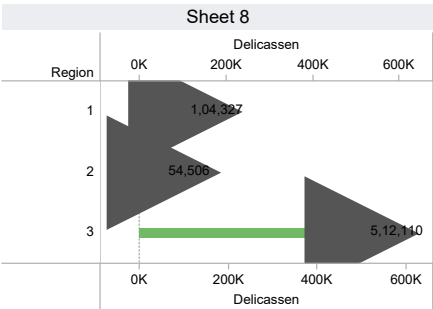 Sheet 8
Delicassen
Region 0K 200K 400K 600K
1 1,04,327
2 54,506
3 5,12,110
0K 200K 400K 600K
Delicassen